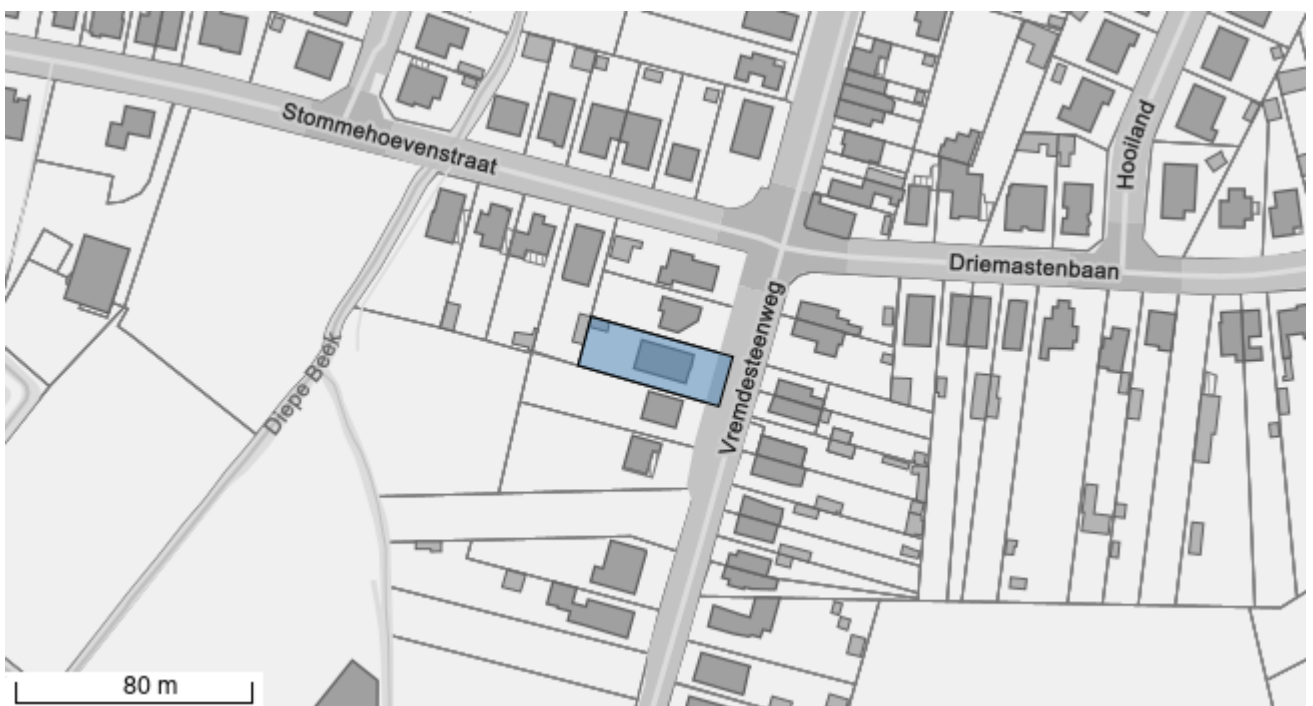 Stommehoevenstraat
Hooiland
Driemastenbaan
Vremdesteenweg
Diepe Beek
80 m